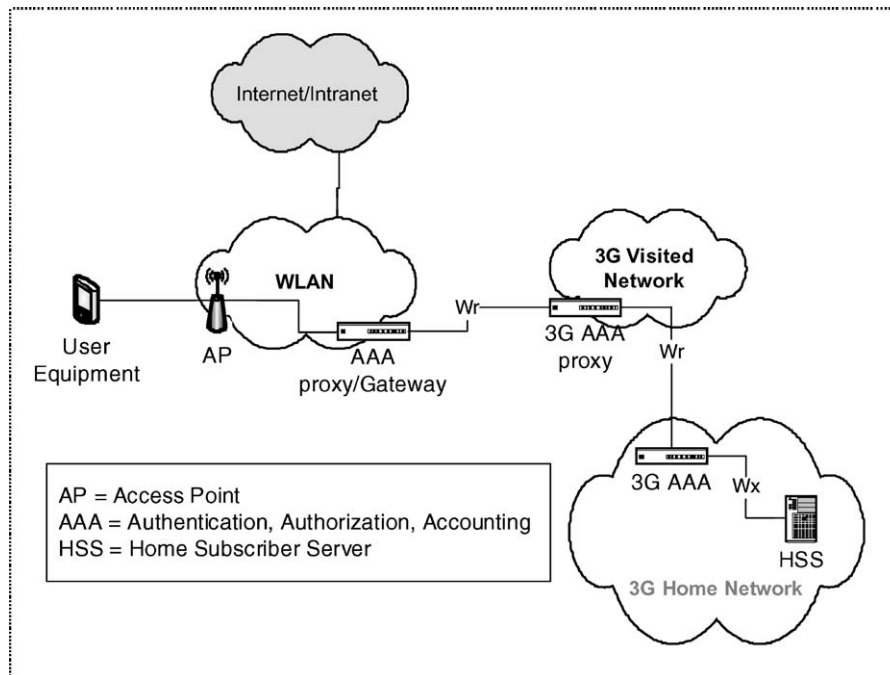 Internet/Intranet
WLAN
3G Visited
Network
Wr
User
Equipment
AP
AAA
proxy/Gateway
3G AAA
proxy
Wr
3G AAA
Wx
HSS
3G Home Network
AP = Access Point
AAA = Authentication, Authorization, Accounting
HSS = Home Subscriber Server